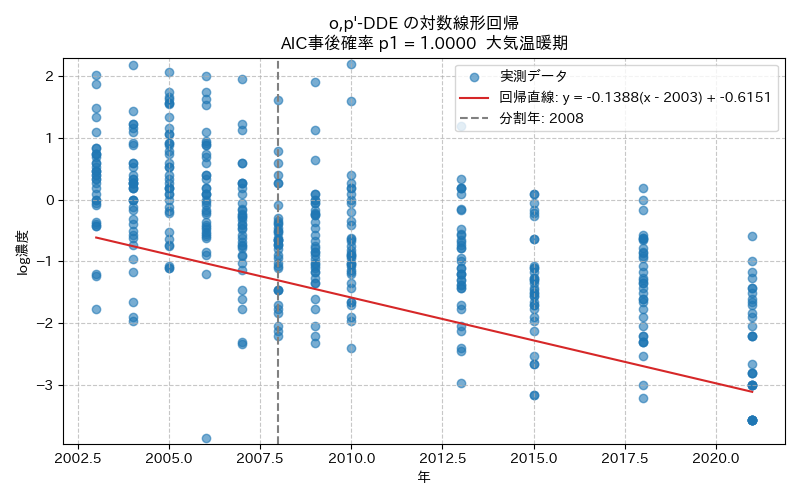 o,p'-DDE の対数線形回帰
AIC事後確率 p1 = 1.0000  大気温暖期
実測データ
回帰直線: y = -0.1388(x - 2003) + -0.6151
分割年: 2008
log濃度
2
1
0
−1
−2
−3
2002.5
2005.0
2007.5
2010.0
2012.5
2015.0
2017.5
2020.0
年